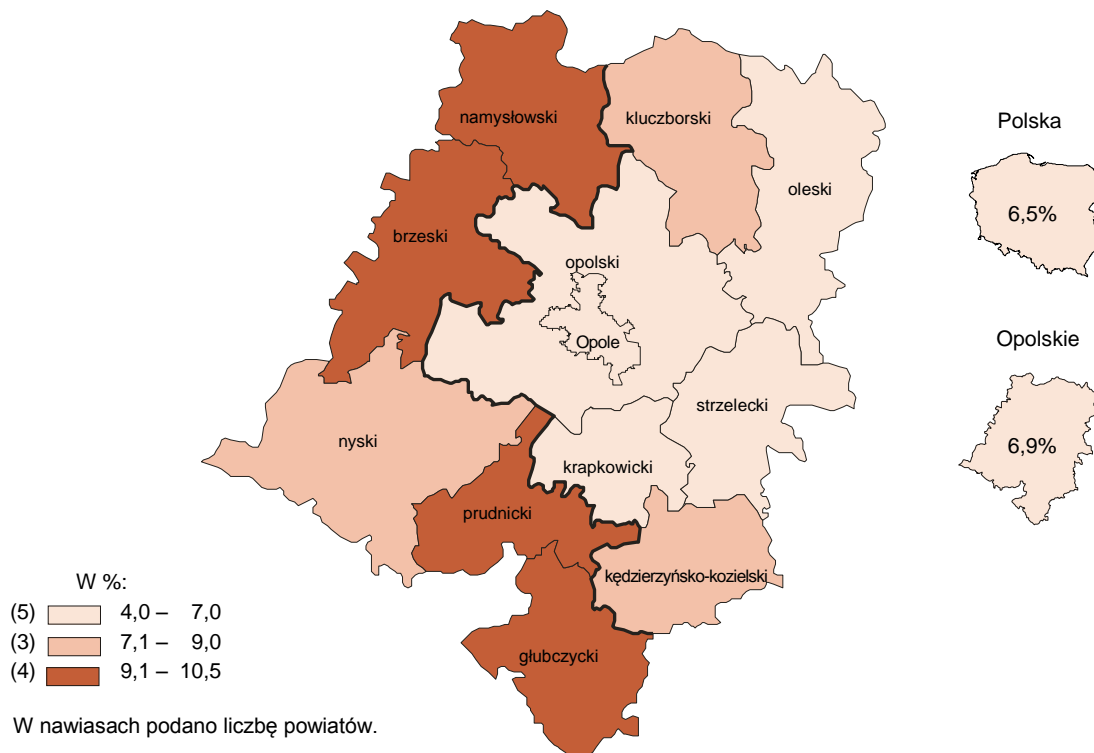 namysłowski
kluczborski
oleski
brzeski
opolski
Opole
strzelecki
nyski
krapkowicki
prudnicki
kędzierzyńsko-kozielski
głubczycki
Polska
6,5%
Opolskie
6,9%
W %:
(5) 4,0 – 7,0
(3) 7,1 – 9,0
(4) 9,1 – 10,5
W nawiasach podano liczbę powiatów.